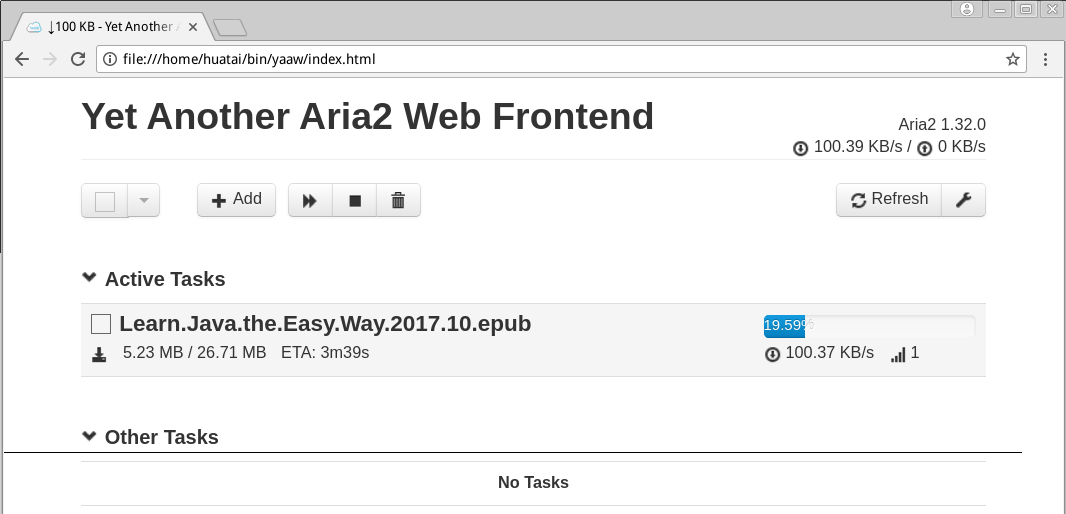 ↓100 KB - Yet Another A
file:///home/huatai/bin/yaaw/index.html
Yet Another Aria2 Web Frontend
Aria2 1.32.0
100.39 KB/s / 0 KB/s
Add
Refresh
Active Tasks
Learn.Java.the.Easy.Way.2017.10.epub
19.59%
5.23 MB / 26.71 MB ETA: 3m39s
100.37 KB/s 1
Other Tasks
No Tasks